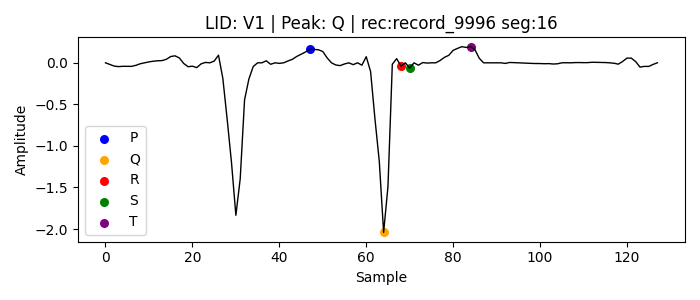 LID: V1 | Peak: Q | rec:record_9996 seg:16
Amplitude
0.0
−0.5
−1.0
−1.5
−2.0
P
Q
R
S
T
0 20 40 60 80 100 120
Sample